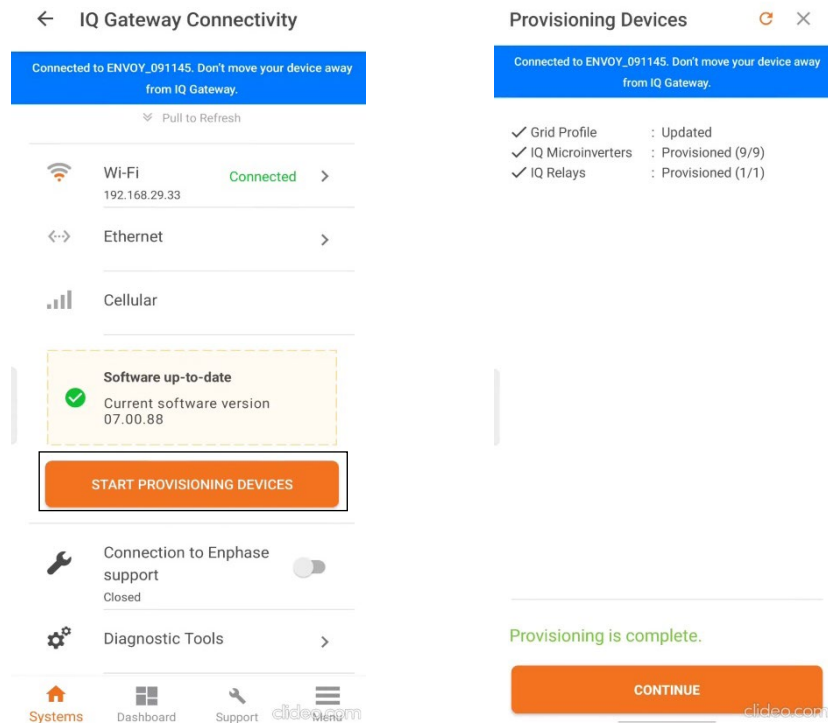 IQ Gateway Connectivity
Connected to ENVOY_091145. Don't move your device away
from IQ Gateway.
Pull to Refresh
Wi-Fi
Connected
192.168.29.33
Ethernet
Cellular
Software up-to-date
Current software version
07.00.88
START PROVISIONING DEVICES
Connection to Enphase
support
Closed
Diagnostic Tools
Systems
Dashboard
Support
Menu
clideo.com
Provisioning Devices
Connected to ENVOY_091145. Don't move your device away
from IQ Gateway.
Grid Profile : Updated
IQ Microinverters : Provisioned (9/9)
IQ Relays : Provisioned (1/1)
Provisioning is complete.
CONTINUE
clideo.com